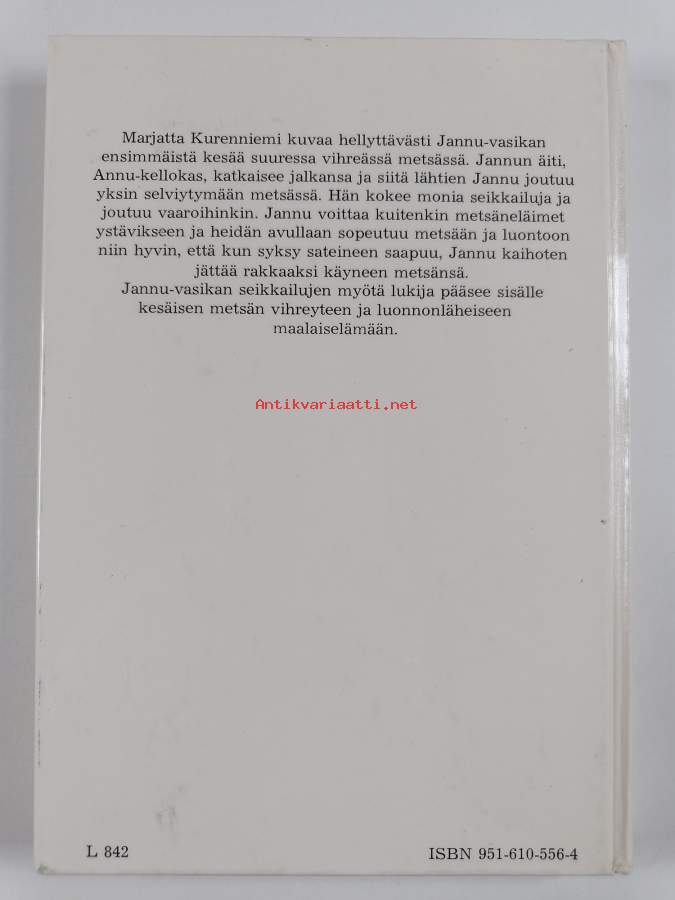 Marjatta Kurenniemi kuvaa hellyttävästi Jannu-vasikan
ensimmäistä kesää suuressa vihreässä metsässä. Jannun äiti,
Annu-kellokas, katkaisee jalkansa ja siitä lähtien Jannu joutuu
yksin selviytymään metsässä. Hän kokee monia seikkailuja ja
joutuu vaaroihinkin. Jannu voittaa kuitenkin metsäneläimet
ystävikseen ja heidän avullaan sopeutuu metsään ja luontoon
niin hyvin, että kun syksy sateineen saapuu, Jannu kaihoten
jättää rakkaaksi käyneen metsänsä.
Jannu-vasikan seikkailujen myötä lukija pääsee sisälle
kesäisen metsän vihreyteen ja luonnonläheiseen
maalaiselämään.
Antikvariaatti.net
L 842
ISBN 951-610-556-4